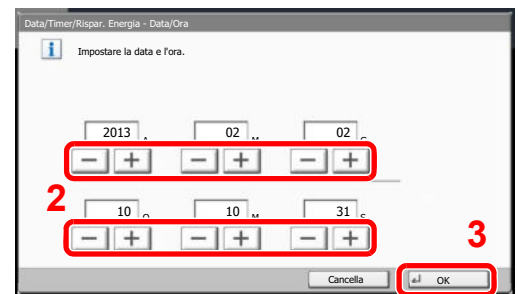 Data/Timer/Rispar. Energia - Data/Ora
Impostare la data e l'ora.
2013 A 02 M 02 G
- + - + - +
2
10 O 10 M 31 S
- + - + - +
3
Cancella OK